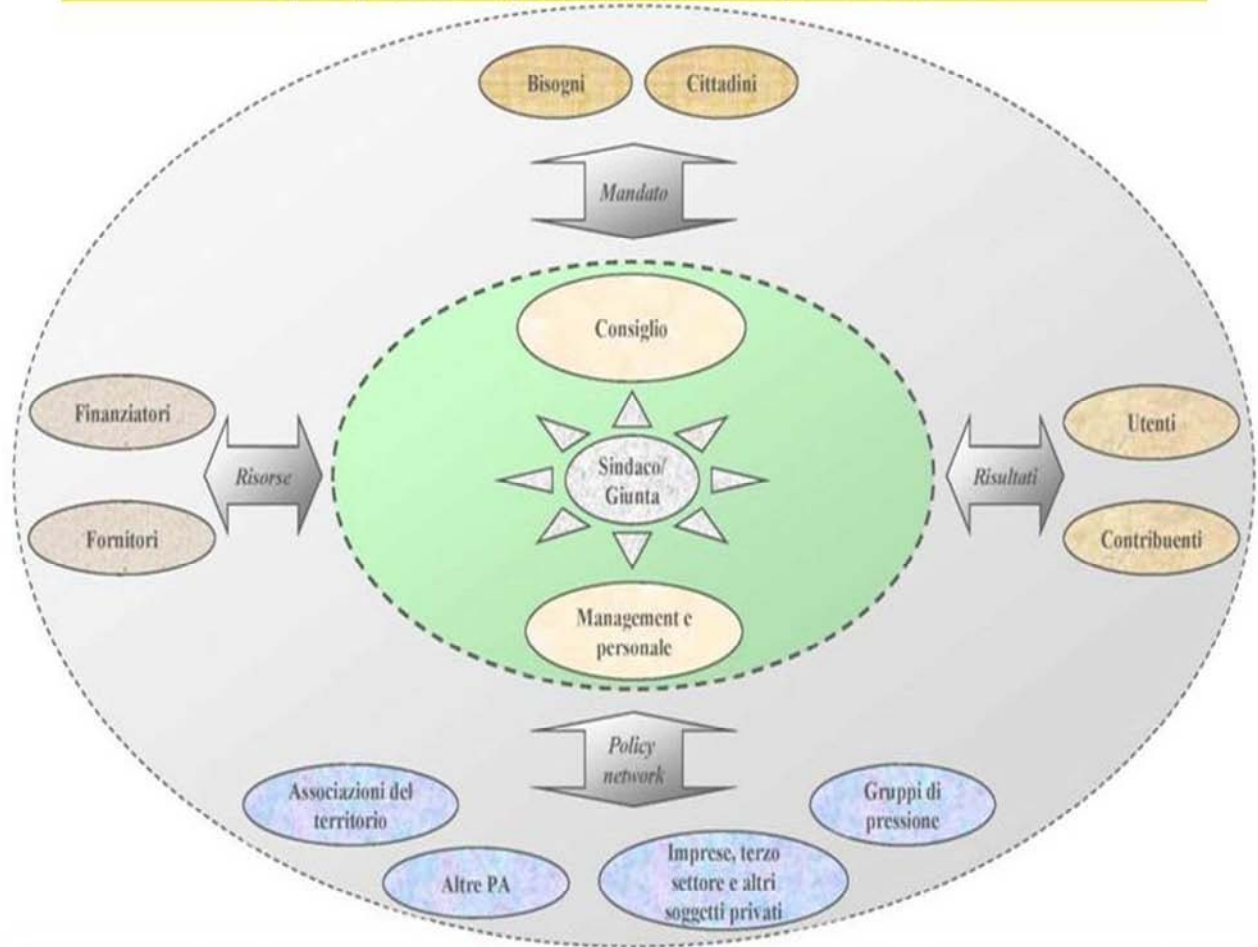 Bisogni
Cittadini
Mandato
Consiglio
Finanziatori
Risorse
Fornitori
Sindaco/
Giunta
Utenti
Risultati
Contribuenti
Management e
personale
Policy
network
Associazioni del
territorio
Altre PA
Imprese, terzo
settore e altri
soggetti privati
Gruppi di
pressione